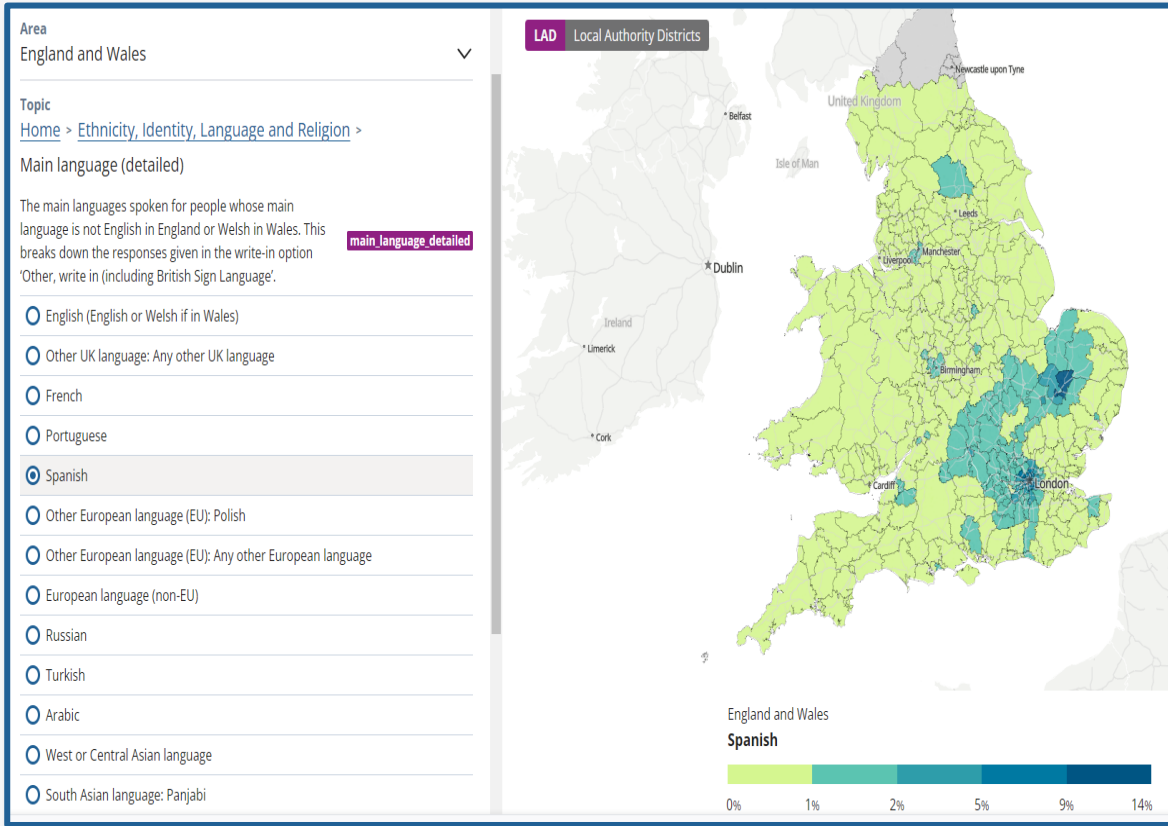 Area
England and Wales
Topic
Home > Ethnicity, Identity, Language and Religion >
Main language (detailed)
The main languages spoken for people whose main
language is not English in England or Welsh in Wales. This
breaks down the responses given in the write-in option
‘Other, write in (including British Sign Language’.
main_language_detailed
English (English or Welsh if in Wales)
Other UK language: Any other UK language
French
Portuguese
Spanish
Other European language (EU): Polish
Other European language (EU): Any other European language
European language (non-EU)
Russian
Turkish
Arabic
West or Central Asian language
South Asian language: Panjabi
LAD Local Authority Districts
Newcastle upon Tyne
United Kingdom
Belfast
Isle of Man
Leeds
Manchester
Liverpool
Dublin
Ireland
Limerick
Birmingham
Cork
Cardiff
London
England and Wales
Spanish
0% 1% 2% 5% 9% 14%